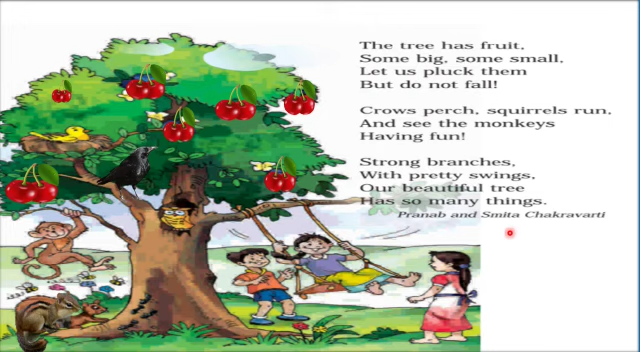 The tree has fruit,
Some big, some small,
Let us pluck them
But do not fall!
Crows perch, squirrels run,
And see the monkeys
Having fun!
Strong branches,
With pretty swings,
Our beautiful tree
Has so many things.
Pranab and Smita Chakravarti